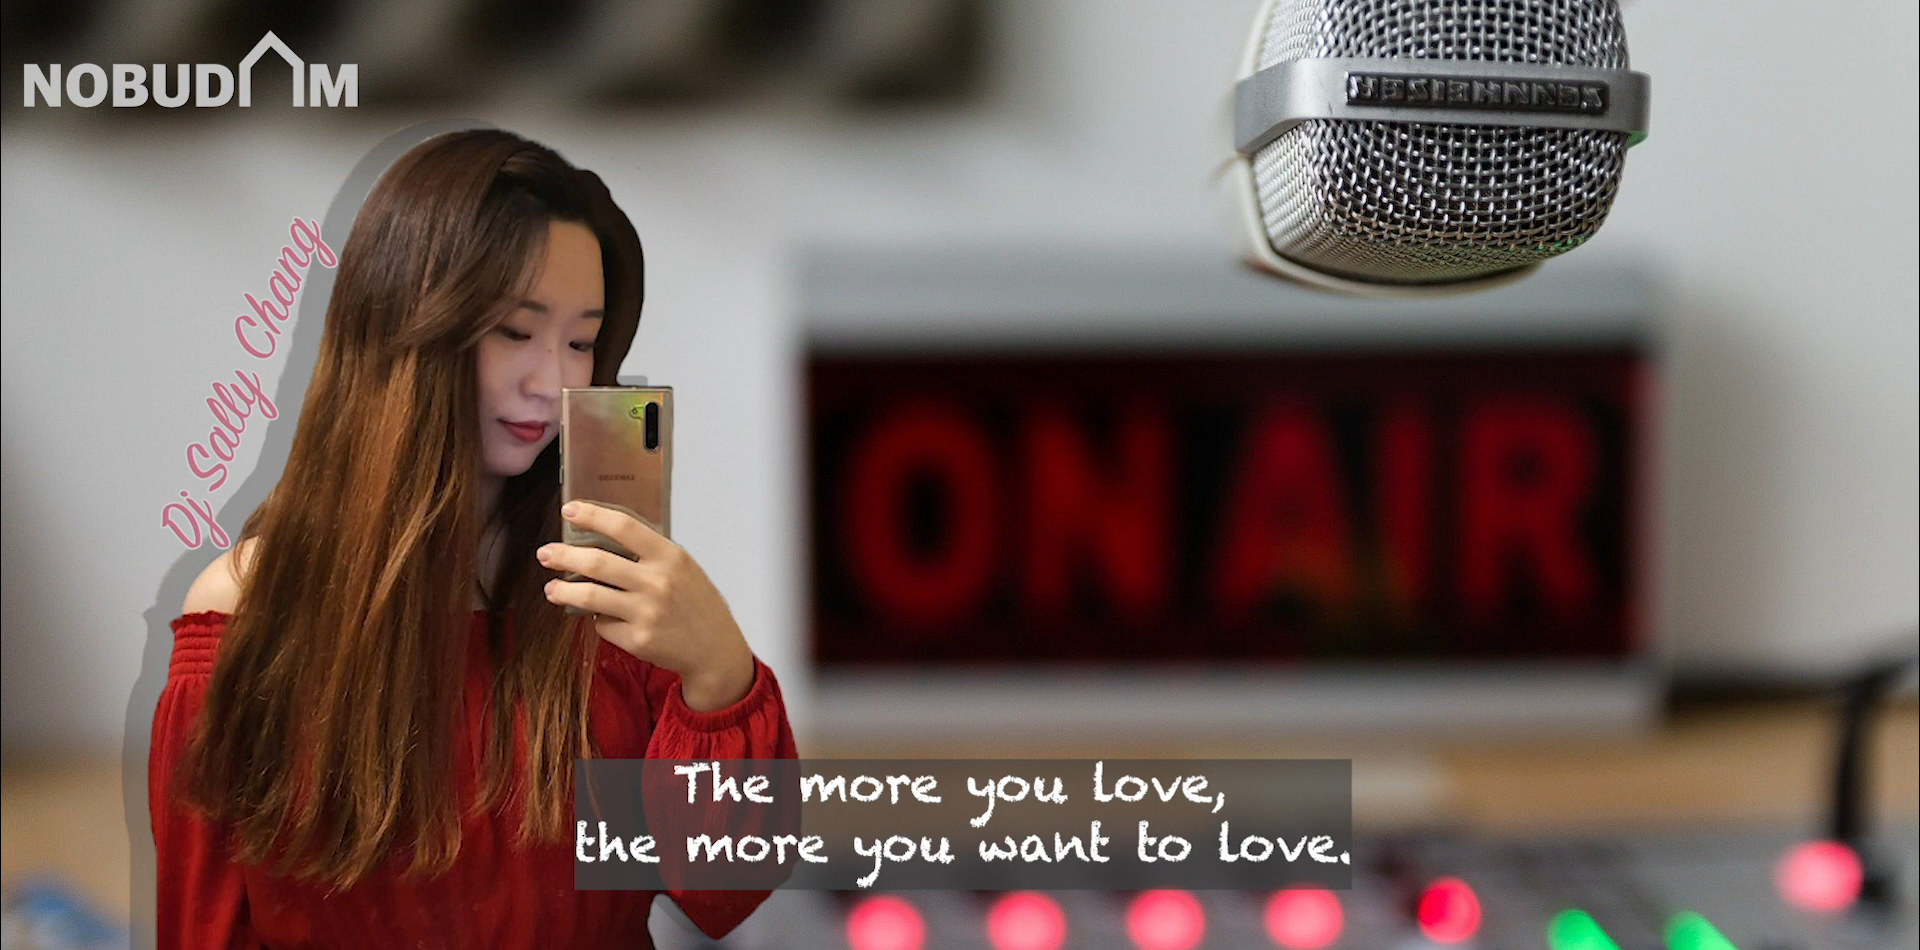 NOBUDAM
Dj Sally Chang
ON AIR
The more you love,
the more you want to love.